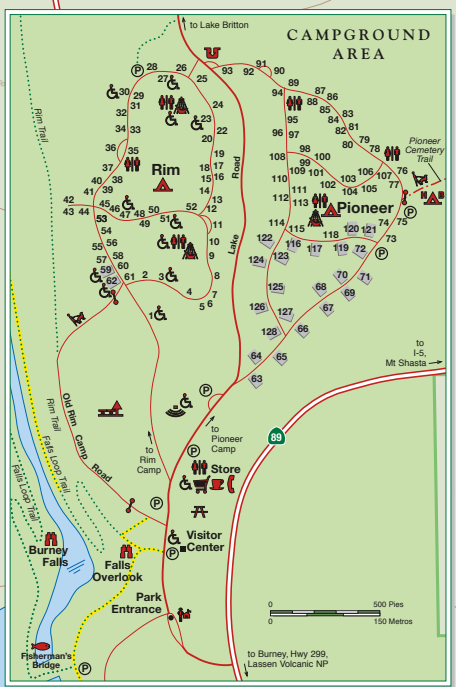 to Lake Britton
CAMPGROUND
AREA
P
28
26
27
25
93
92
91
90
30
29
31
32
24
23
22
20
34
33
36
35
19
18
17
16
15
14
37
38
40
39
41
42
43
44
45
46
47
48
49
50
51
52
12
13
11
10
9
8
7
6
5
4
3
2
1
53
54
55
56
57
58
59
60
61
62
Rim
Rim Trail
Road
Lake
89
94
95
96
97
88
87
86
85
84
83
82
81
80
79
78
76
77
75
74
73
108
98
99
100
109
101
110
111
102
103
104
105
106
107
112
113
114
115
Pioneer
Pioneer
Cemetery
Trail
H
B
P
P
116
117
118
119
120
121
122
123
124
125
126
127
128
72
71
70
69
68
67
66
65
64
63
to
I-5,
Mt Shasta
P
to
Pioneer
Camp
89
to
Rim
Camp
Old Rim Camp Road
Rim Trail
Falls Loop Trail
Falls Loop Trail
P
Store
P
Visitor
Center
P
Burney
Falls
Falls
Overlook
Park
Entrance
0 500 Pies
0 150 Metros
Fisherman's
Bridge
P
to Burney, Hwy 299,
Lassen Volcanic NP